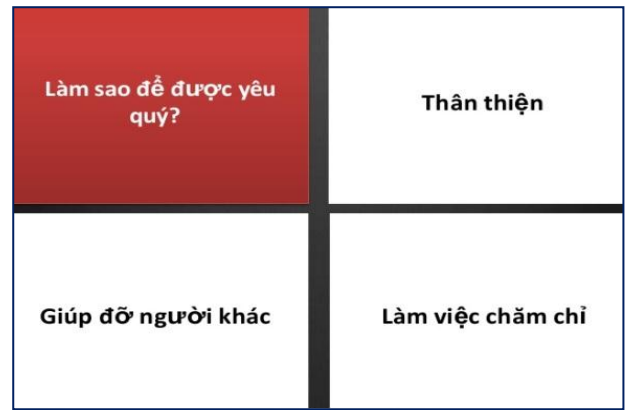 Làm sao để được yêu
quý?
Thân thiện
Giúp đỡ người khác
Làm việc chăm chỉ